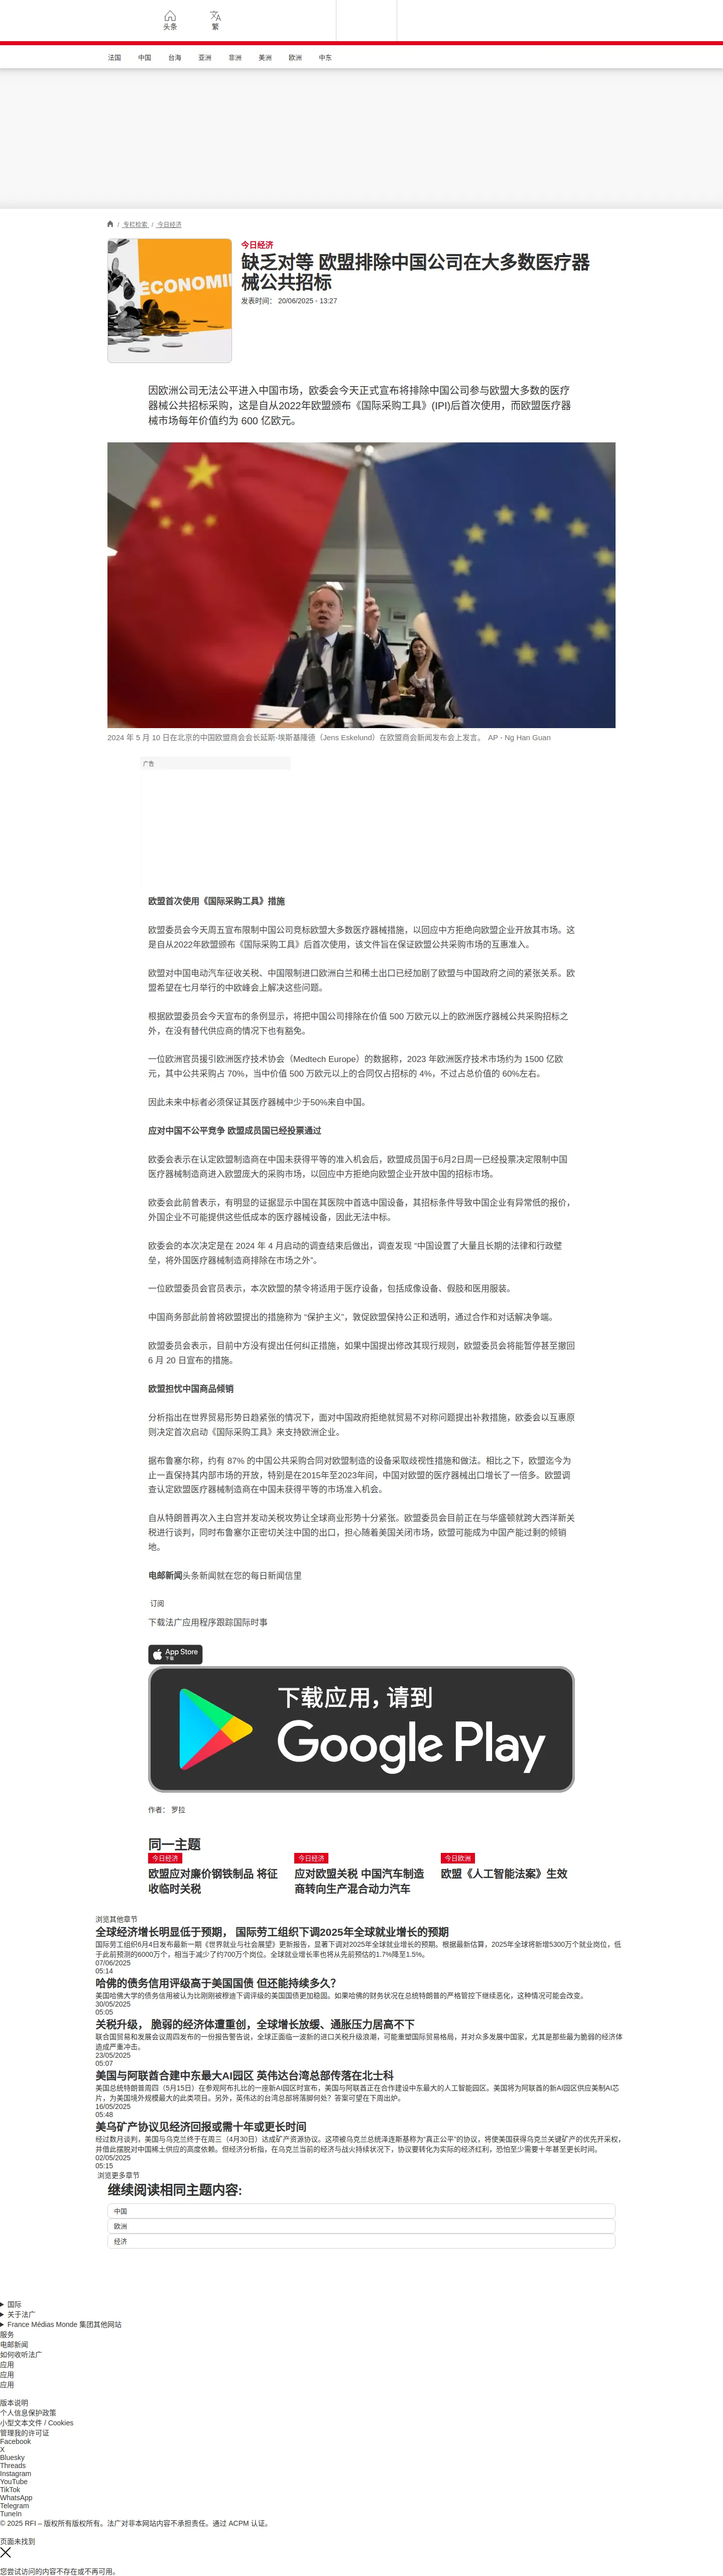 头条
繁
法国
中国
台海
亚洲
非洲
美洲
欧洲
中东
/ 专栏检索 / 今日经济
ECONOMIE
今日经济
缺乏对等 欧盟排除中国公司在大多数医疗器
械公共招标
发表时间： 20/06/2025 - 13:27
因欧洲公司无法公平进入中国市场，欧委会今天正式宣布将排除中国公司参与欧盟大多数的医疗
器械公共招标采购，这是自从2022年欧盟颁布《国际采购工具》(IPI)后首次使用，而欧盟医疗器
械市场每年价值约为 600 亿欧元。
2024 年 5 月 10 日在北京的中国欧盟商会会长延斯-埃斯基隆德（Jens Eskelund）在欧盟商会新闻发布会上发言。 AP - Ng Han Guan
广告
欧盟首次使用《国际采购工具》措施
欧盟委员会今天周五宣布限制中国公司竞标欧盟大多数医疗器械措施，以回应中方拒绝向欧盟企业开放其市场。这
是自从2022年欧盟颁布《国际采购工具》后首次使用，该文件旨在保证欧盟公共采购市场的互惠准入。
欧盟对中国电动汽车征收关税、中国限制进口欧洲白兰和稀土出口已经加剧了欧盟与中国政府之间的紧张关系。欧
盟希望在七月举行的中欧峰会上解决这些问题。
根据欧盟委员会今天宣布的条例显示，将把中国公司排除在价值 500 万欧元以上的欧洲医疗器械公共采购招标之
外，在没有替代供应商的情况下也有豁免。
一位欧洲官员援引欧洲医疗技术协会（Medtech Europe）的数据称，2023 年欧洲医疗技术市场约为 1500 亿欧
元，其中公共采购占 70%，当中价值 500 万欧元以上的合同仅占招标的 4%，不过占总价值的 60%左右。
因此未来中标者必须保证其医疗器械中少于50%来自中国。
应对中国不公平竞争 欧盟成员国已经投票通过
欧委会表示在认定欧盟制造商在中国未获得平等的准入机会后，欧盟成员国于6月2日周一已经投票决定限制中国
医疗器械制造商进入欧盟庞大的采购市场，以回应中方拒绝向欧盟企业开放中国的招标市场。
欧委会此前曾表示，有明显的证据显示中国在其医院中首选中国设备，其招标条件导致中国企业有异常低的报价，
外国企业不可能提供这些低成本的医疗器械设备，因此无法中标。
欧委会的本次决定是在 2024 年 4 月启动的调查结束后做出，调查发现 “中国设置了大量且长期的法律和行政壁
垒，将外国医疗器械制造商排除在市场之外”。
一位欧盟委员会官员表示，本次欧盟的禁令将适用于医疗设备，包括成像设备、假肢和医用服装。
中国商务部此前曾将欧盟提出的措施称为 “保护主义”，敦促欧盟保持公正和透明，通过合作和对话解决争端。
欧盟委员会表示，目前中方没有提出任何纠正措施，如果中国提出修改其现行规则，欧盟委员会将能暂停甚至撤回
6 月 20 日宣布的措施。
欧盟担忧中国商品倾销
分析指出在世界贸易形势日趋紧张的情况下，面对中国政府拒绝就贸易不对称问题提出补救措施，欧委会以互惠原
则决定首次启动《国际采购工具》来支持欧洲企业。
据布鲁塞尔称，约有 87% 的中国公共采购合同对欧盟制造的设备采取歧视性措施和做法。相比之下，欧盟迄今为
止一直保持其内部市场的开放，特别是在2015年至2023年间，中国对欧盟的医疗器械出口增长了一倍多。欧盟调
查认定欧盟医疗器械制造商在中国未获得平等的市场准入机会。
自从特朗普再次入主白宫并发动关税攻势让全球商业形势十分紧张。欧盟委员会目前正在与华盛顿就跨大西洋新关
税进行谈判，同时布鲁塞尔正密切关注中国的出口，担心随着美国关闭市场，欧盟可能成为中国产能过剩的倾销
地。
电邮新闻头条新闻就在您的每日新闻信里
订阅
下载法广应用程序跟踪国际时事
App Store
下载
下载应用，请到
Google Play
作者： 罗拉
同一主题
今日经济
欧盟应对廉价钢铁制品 将征
收临时关税
今日经济
应对欧盟关税 中国汽车制造
商转向生产混合动力汽车
今日欧洲
欧盟《人工智能法案》生效
浏览其他章节
全球经济增长明显低于预期， 国际劳工组织下调2025年全球就业增长的预期
国际劳工组织6月4日发布最新一期《世界就业与社会展望》更新报告，显著下调对2025年全球就业增长的预期。根据最新估算，2025年全球将新增5300万个就业岗位，低
于此前预测的6000万个，相当于减少了约700万个岗位。全球就业增长率也将从先前预估的1.7%降至1.5%。
07/06/2025
05:14
哈佛的债务信用评级高于美国国债 但还能持续多久？
美国哈佛大学的债务信用被认为比刚刚被穆迪下调评级的美国国债更加稳固。如果哈佛的财务状况在总统特朗普的严格管控下继续恶化，这种情况可能会改变。
30/05/2025
05:05
关税升级， 脆弱的经济体遭重创，全球增长放缓、通胀压力居高不下
联合国贸易和发展会议周四发布的一份报告警告说，全球正面临一波新的进口关税升级浪潮，可能重塑国际贸易格局，并对众多发展中国家，尤其是那些最为脆弱的经济体
造成严重冲击。
23/05/2025
05:07
美国与阿联酋合建中东最大AI园区 英伟达台湾总部传落在北士科
美国总统特朗普周四（5月15日）在参观阿布扎比的一座新AI园区时宣布，美国与阿联酋正在合作建设中东最大的人工智能园区。美国将为阿联酋的新AI园区供应美制AI芯
片，为美国境外规模最大的此类项目。另外，英伟达的台湾总部将落脚何处？答案可望在下周出炉。
16/05/2025
05:48
美乌矿产协议见经济回报或需十年或更长时间
经过数月谈判，美国与乌克兰终于在周三（4月30日）达成矿产资源协议。这项被乌克兰总统泽连斯基称为“真正公平”的协议，将使美国获得乌克兰关键矿产的优先开采权，
并借此摆脱对中国稀土供应的高度依赖。但经济分析指，在乌克兰当前的经济与战火持续状况下，协议要转化为实际的经济红利，恐怕至少需要十年甚至更长时间。
02/05/2025
05:15
浏览更多章节
继续阅读相同主题内容:
中国
欧洲
经济
国际
关于法广
France Médias Monde 集团其他网站
服务
电邮新闻
如何收听法广
应用
应用
应用
版本说明
个人信息保护政策
小型文本文件 / Cookies
管理我的许可证
Facebook
X
Bluesky
Threads
Instagram
YouTube
TikTok
WhatsApp
Telegram
TuneIn
© 2025 RFI – 版权所有版权所有。法广对非本网站内容不承担责任。通过 ACPM 认证。
页面未找到
您尝试访问的内容不存在或不再可用。